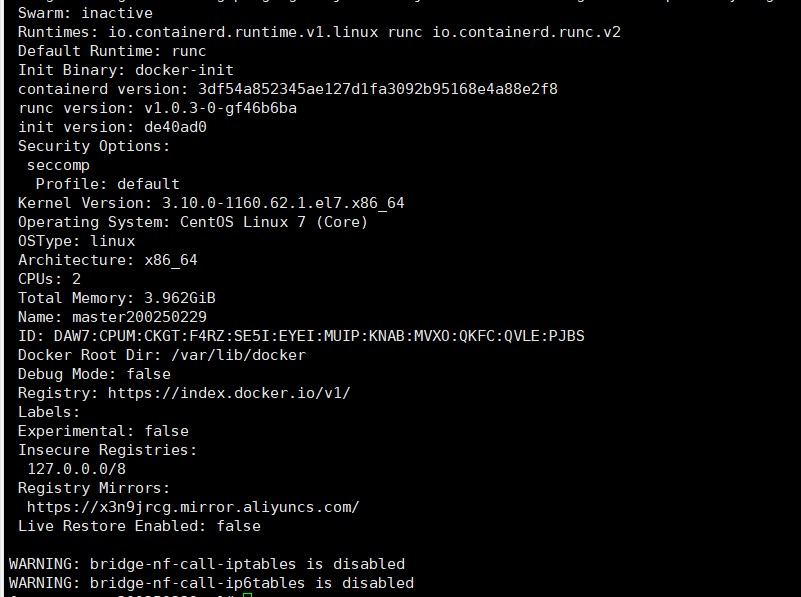 Swarm: inactive
Runtimes: io.containerd.runtime.v1.linux runc io.containerd.runc.v2
Default Runtime: runc
Init Binary: docker-init
containerd version: 3df54a852345ae127d1fa3092b95168e4a88e2f8
runc version: v1.0.3-0-gf46b6ba
init version: de40ad0
Security Options:
seccomp
Profile: default
Kernel Version: 3.10.0-1160.62.1.el7.x86_64
Operating System: CentOS Linux 7 (Core)
OSType: linux
Architecture: x86_64
CPUs: 2
Total Memory: 3.962GiB
Name: master200250229
ID: DAW7:CPUM:CKGT:F4RZ:SE5I:EYEI:MUIP:KNAB:MVXO:QKFC:QVLE:PJBS
Docker Root Dir: /var/lib/docker
Debug Mode: false
Registry: https://index.docker.io/v1/
Labels:
Experimental: false
Insecure Registries:
127.0.0.0/8
Registry Mirrors:
https://x3n9jrcg.mirror.aliyuncs.com/
Live Restore Enabled: false
WARNING: bridge-nf-call-iptables is disabled
WARNING: bridge-nf-call-ip6tables is disabled